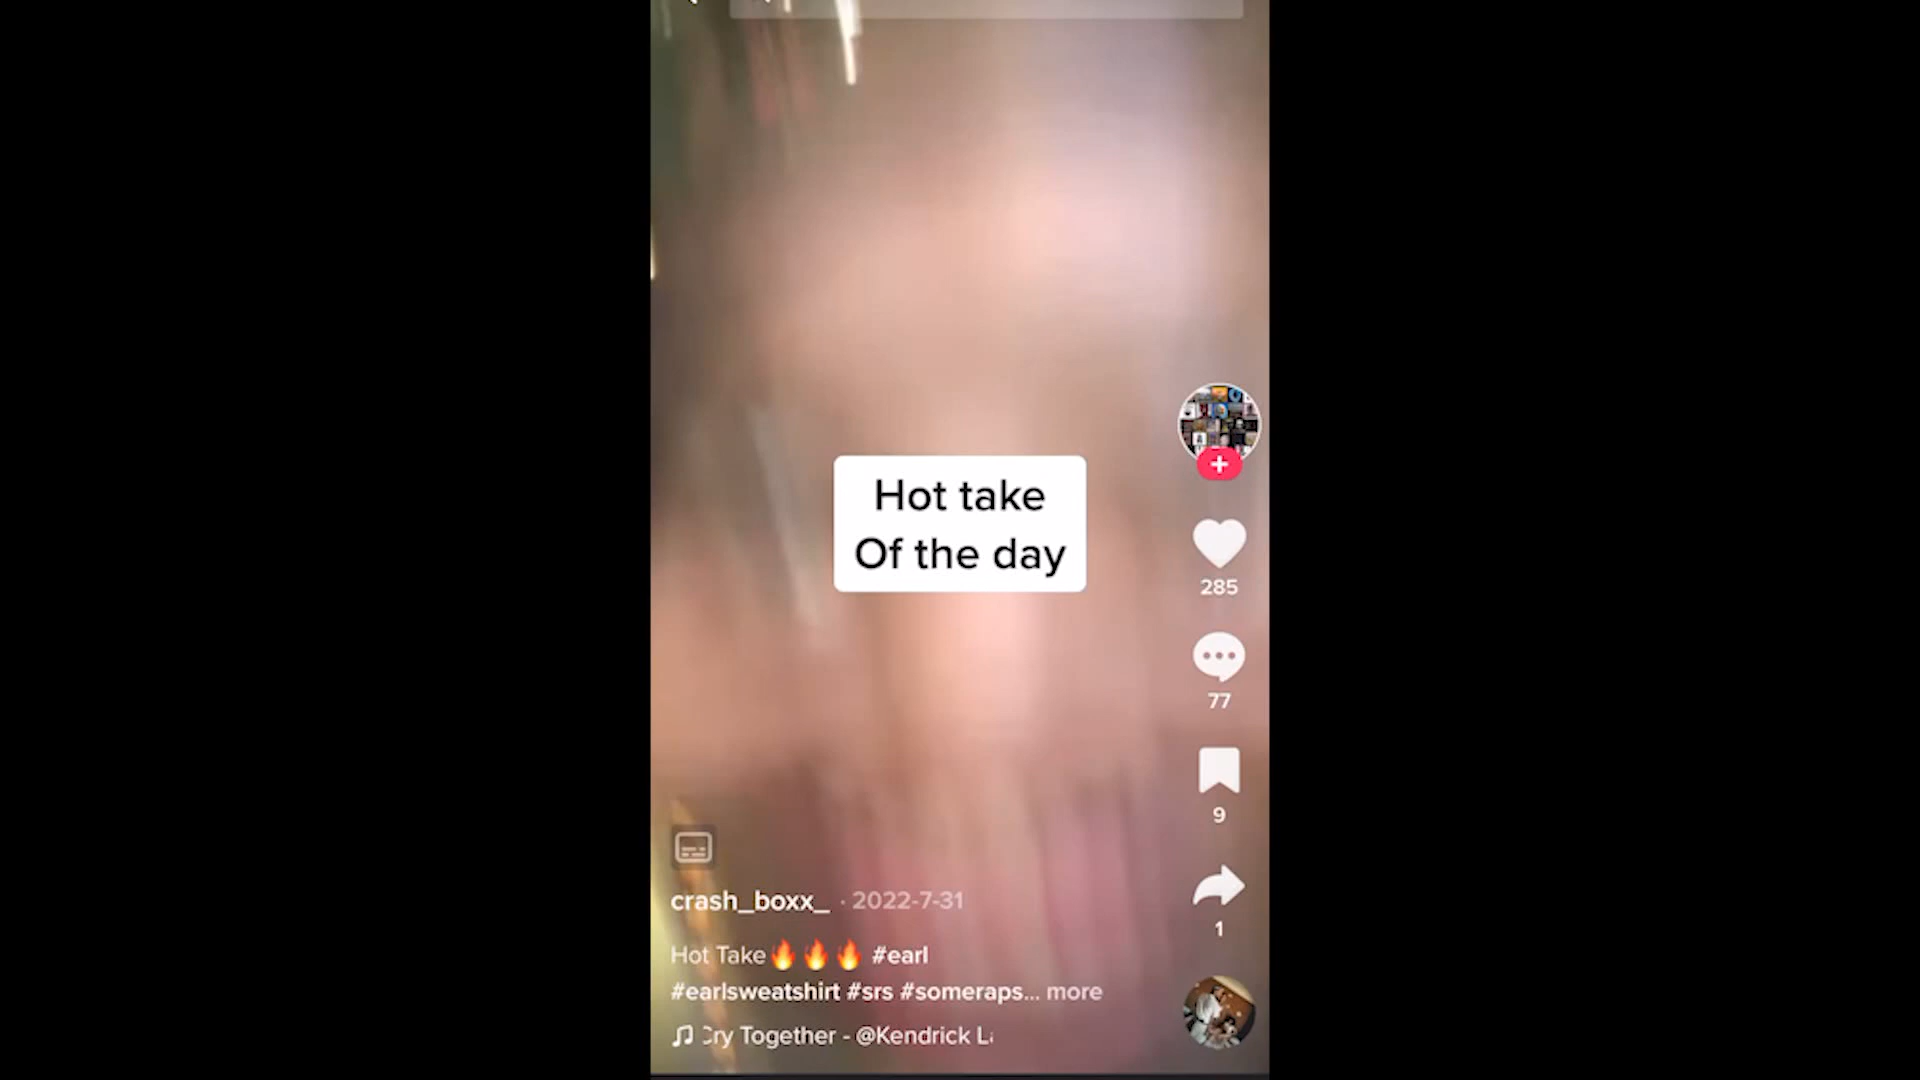 Hot take
Of the day
285
77
9
1
crash_boxx_ · 2022-7-31
Hot Take🔥🔥🔥 #earl
#earlsweatshirt #srs #someraps... more
Cry Together - @Kendrick La